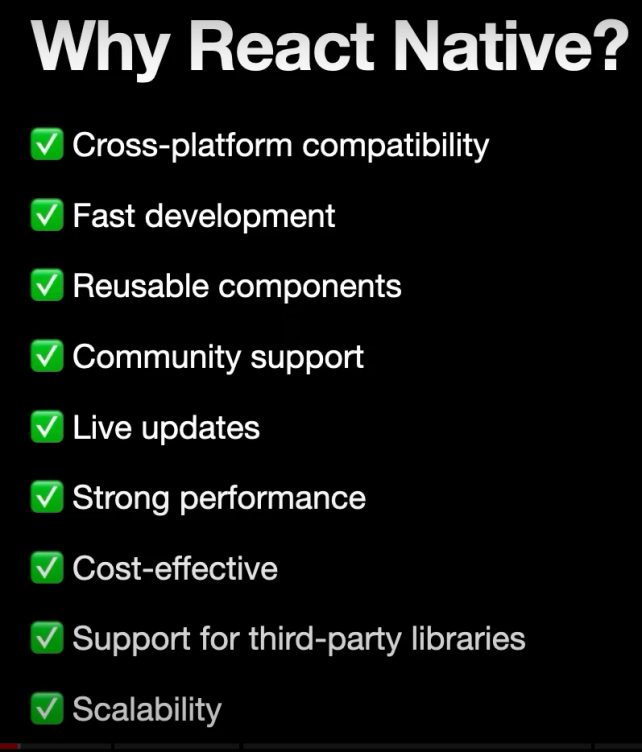 Why React Native?
✅ Cross-platform compatibility
✅ Fast development
✅ Reusable components
✅ Community support
✅ Live updates
✅ Strong performance
✅ Cost-effective
✅ Support for third-party libraries
✅ Scalability